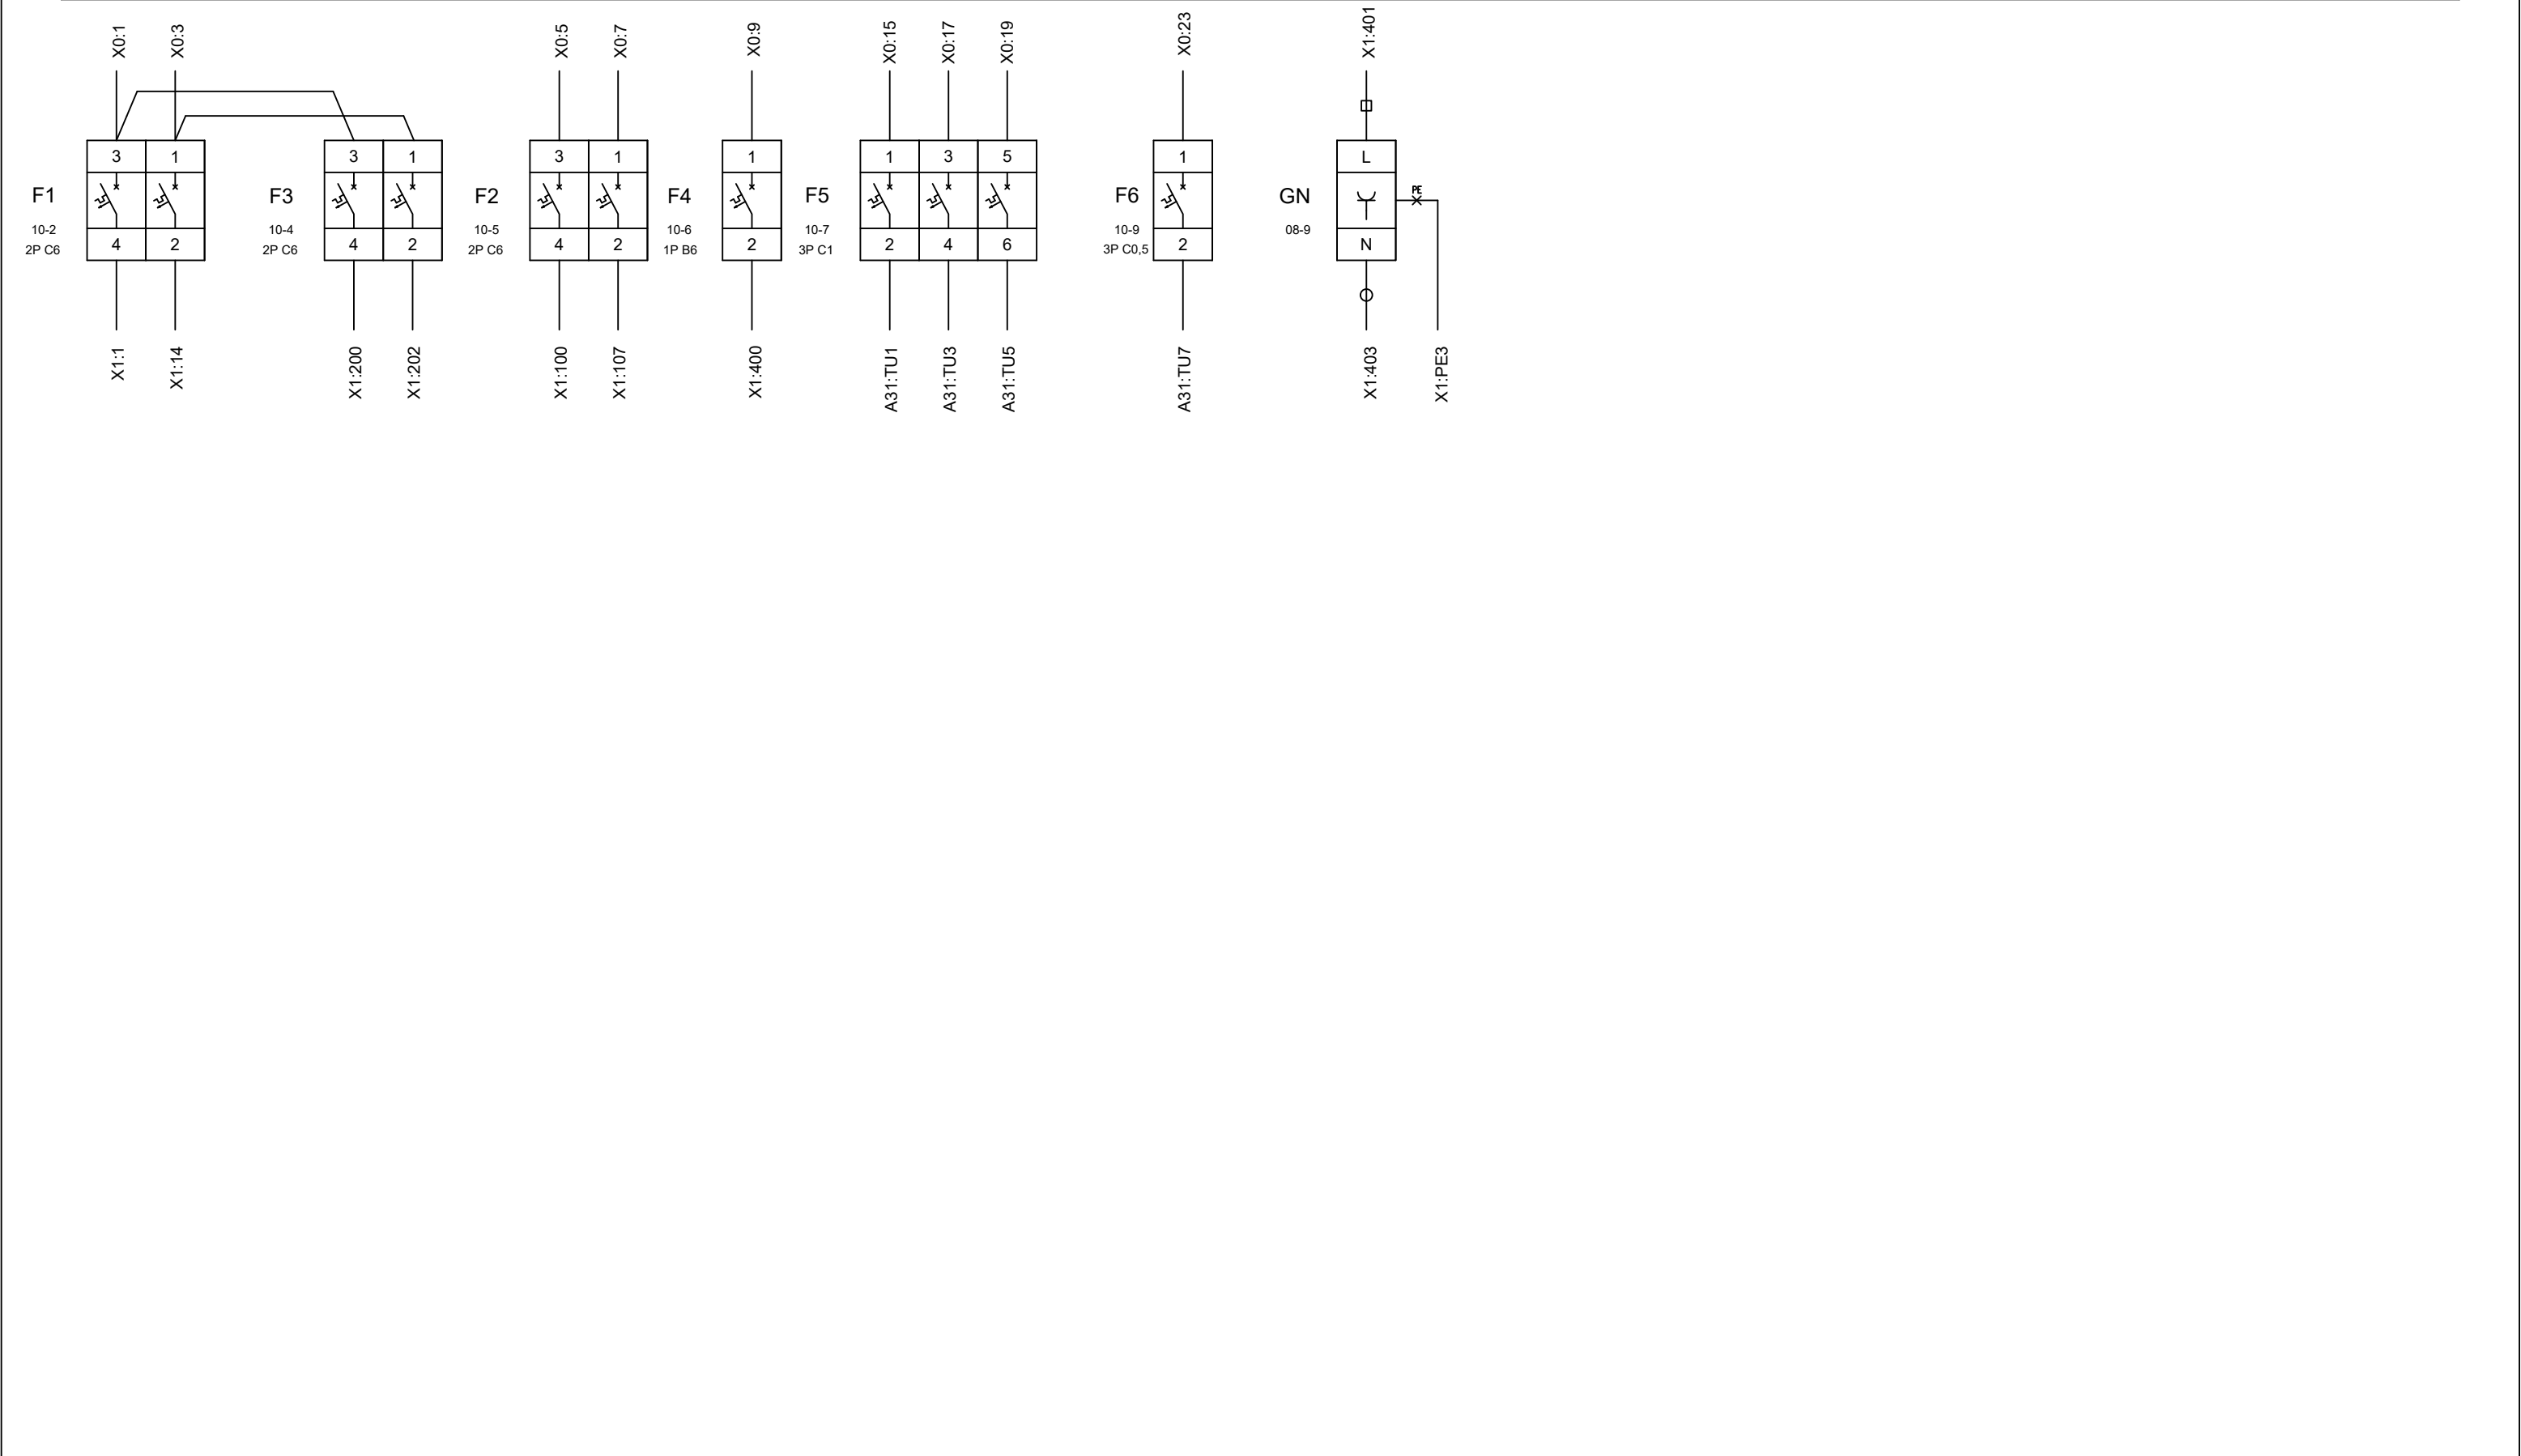 X0:1 X0:3 X0:5 X0:7 X0:9 X0:15 X0:17 X0:19 X0:23 X1:401
3 1 3 1 3 1 1 1 3 5 1 L
PE
F1 F3 F2 F4 F5 F6 GN
10-2 10-4 10-5 10-6 10-7 10-9 08-9
4 2 4 2 4 2 2 2 4 6 2 N
2P C6 2P C6 2P C6 1P B6 3P C1 3P C0,5
X1:1 X1:14 X1:200 X1:202 X1:100 X1:107 X1:400 A31:TU1 A31:TU3 A31:TU5 A31:TU7 X1:403 X1:PE3